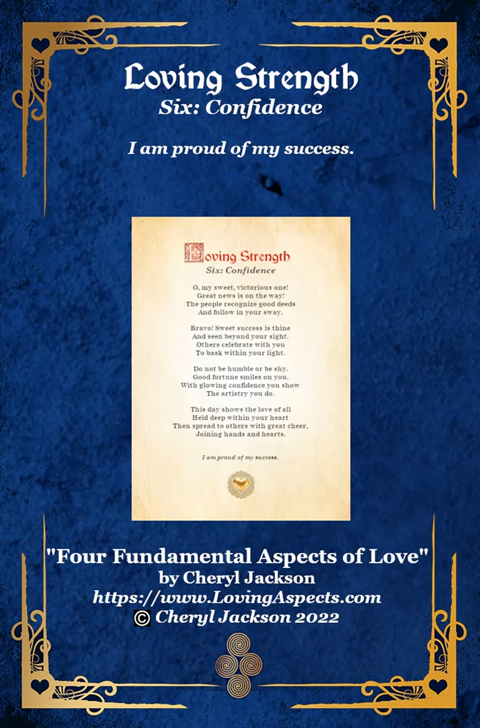 Loving Strength
Six: Confidence
I am proud of my success.
Loving Strength
Six: Confidence
O, my sweet, victorious one!
Great news is on the way!
The people recognize good deeds
And follow in your sway.
Bravo! Sweet success is thine
And seen beyond your sight.
Others celebrate with you
To bask within your light.
Do not be humble or be shy.
Good fortune smiles on you.
With glowing confidence you show
The artistry you do.
This day shows the love of all
Held deep within your heart
Then spread to others with great cheer,
Joining hands and hearts.
I am proud of my success.
"Four Fundamental Aspects of Love"
by Cheryl Jackson
https://www.LovingAspects.com
© Cheryl Jackson 2022